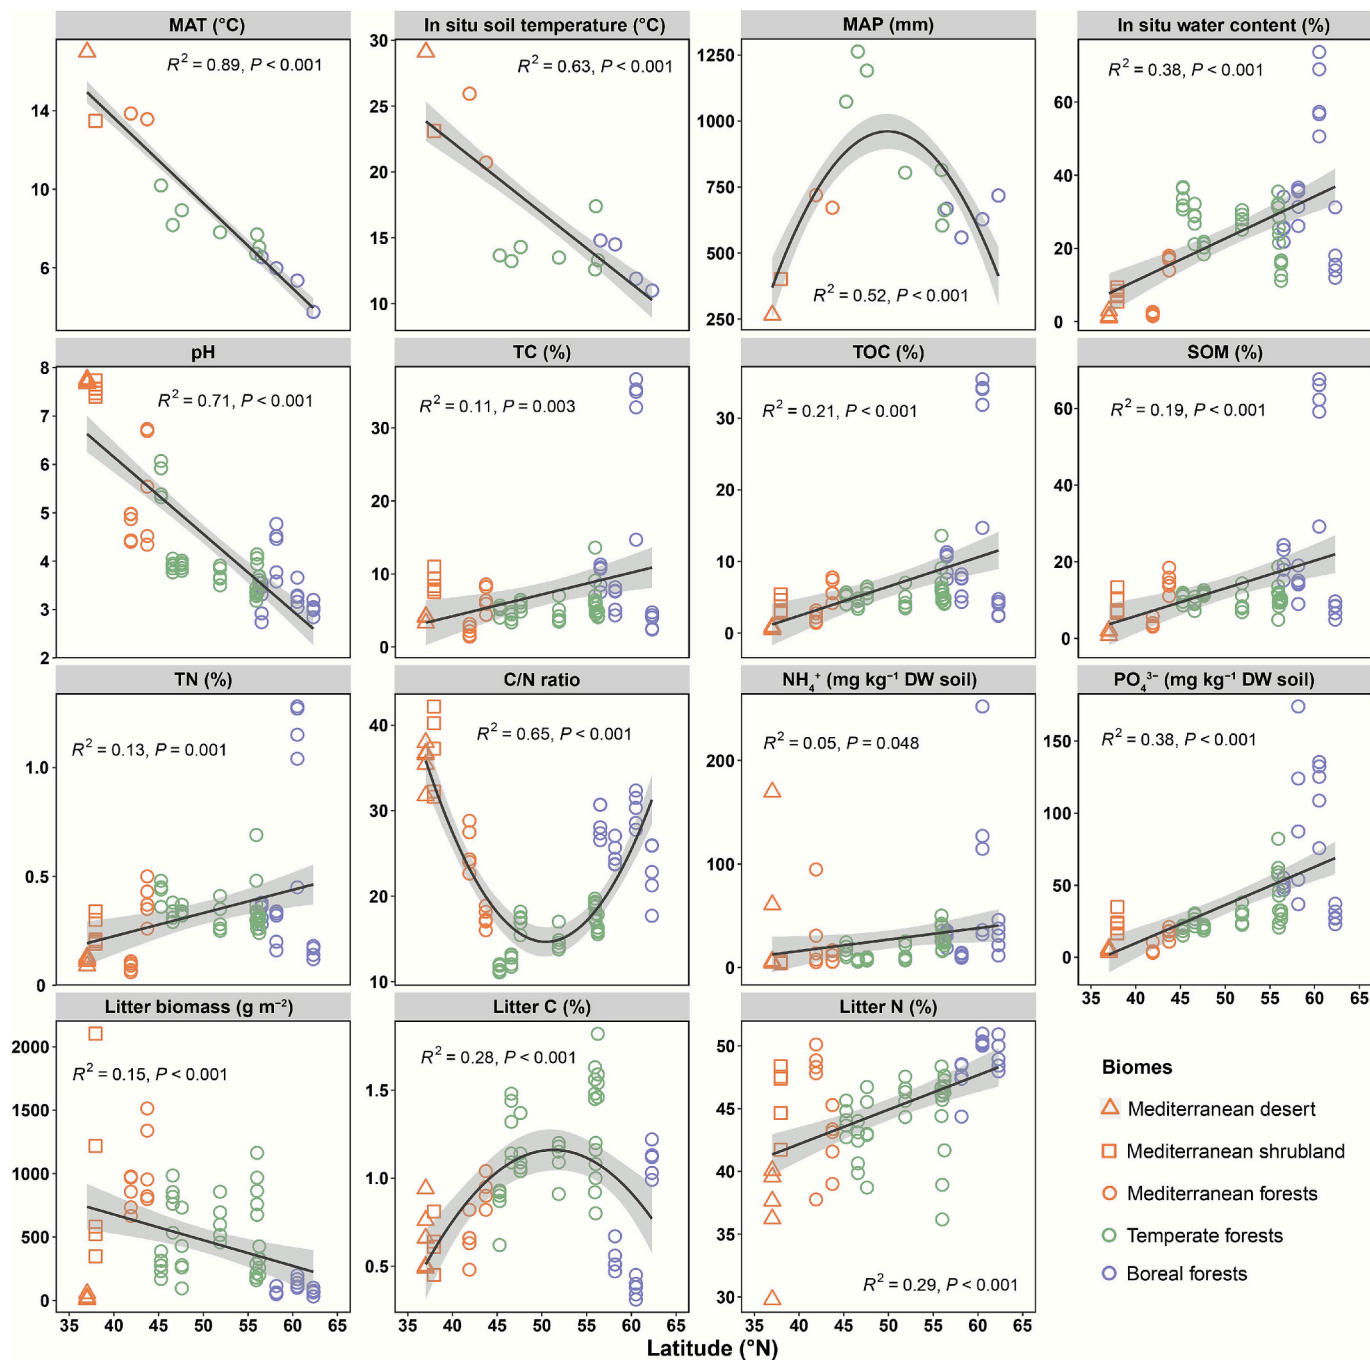 MAT (°C)
In situ soil temperature (°C)
MAP (mm)
In situ water content (%)
R² = 0.89, P < 0.001
R² = 0.63, P < 0.001
R² = 0.52, P < 0.001
R² = 0.38, P < 0.001
14
10
6
30
25
20
15
10
1250
1000
750
500
250
60
40
20
0
pH
TC (%)
TOC (%)
SOM (%)
R² = 0.71, P < 0.001
R² = 0.11, P = 0.003
R² = 0.21, P < 0.001
R² = 0.19, P < 0.001
8
7
6
5
4
3
2
30
20
10
0
30
20
10
0
60
40
20
0
TN (%)
C/N ratio
NH₄⁺ (mg kg⁻¹ DW soil)
PO₄³⁻ (mg kg⁻¹ DW soil)
R² = 0.13, P = 0.001
R² = 0.65, P < 0.001
R² = 0.05, P = 0.048
R² = 0.38, P < 0.001
1.0
0.5
0
40
30
20
10
200
100
0
150
100
50
0
35 40 45 50 55 60 65
Litter biomass (g m⁻²)
Litter C (%)
Litter N (%)
R² = 0.15, P < 0.001
R² = 0.28, P < 0.001
R² = 0.29, P < 0.001
2000
1500
1000
500
0
1.5
1.0
0.5
50
45
40
35
30
35 40 45 50 55 60 65
35 40 45 50 55 60 65
35 40 45 50 55 60 65
Latitude (°N)
Biomes
Mediterranean desert
Mediterranean shrubland
Mediterranean forests
Temperate forests
Boreal forests